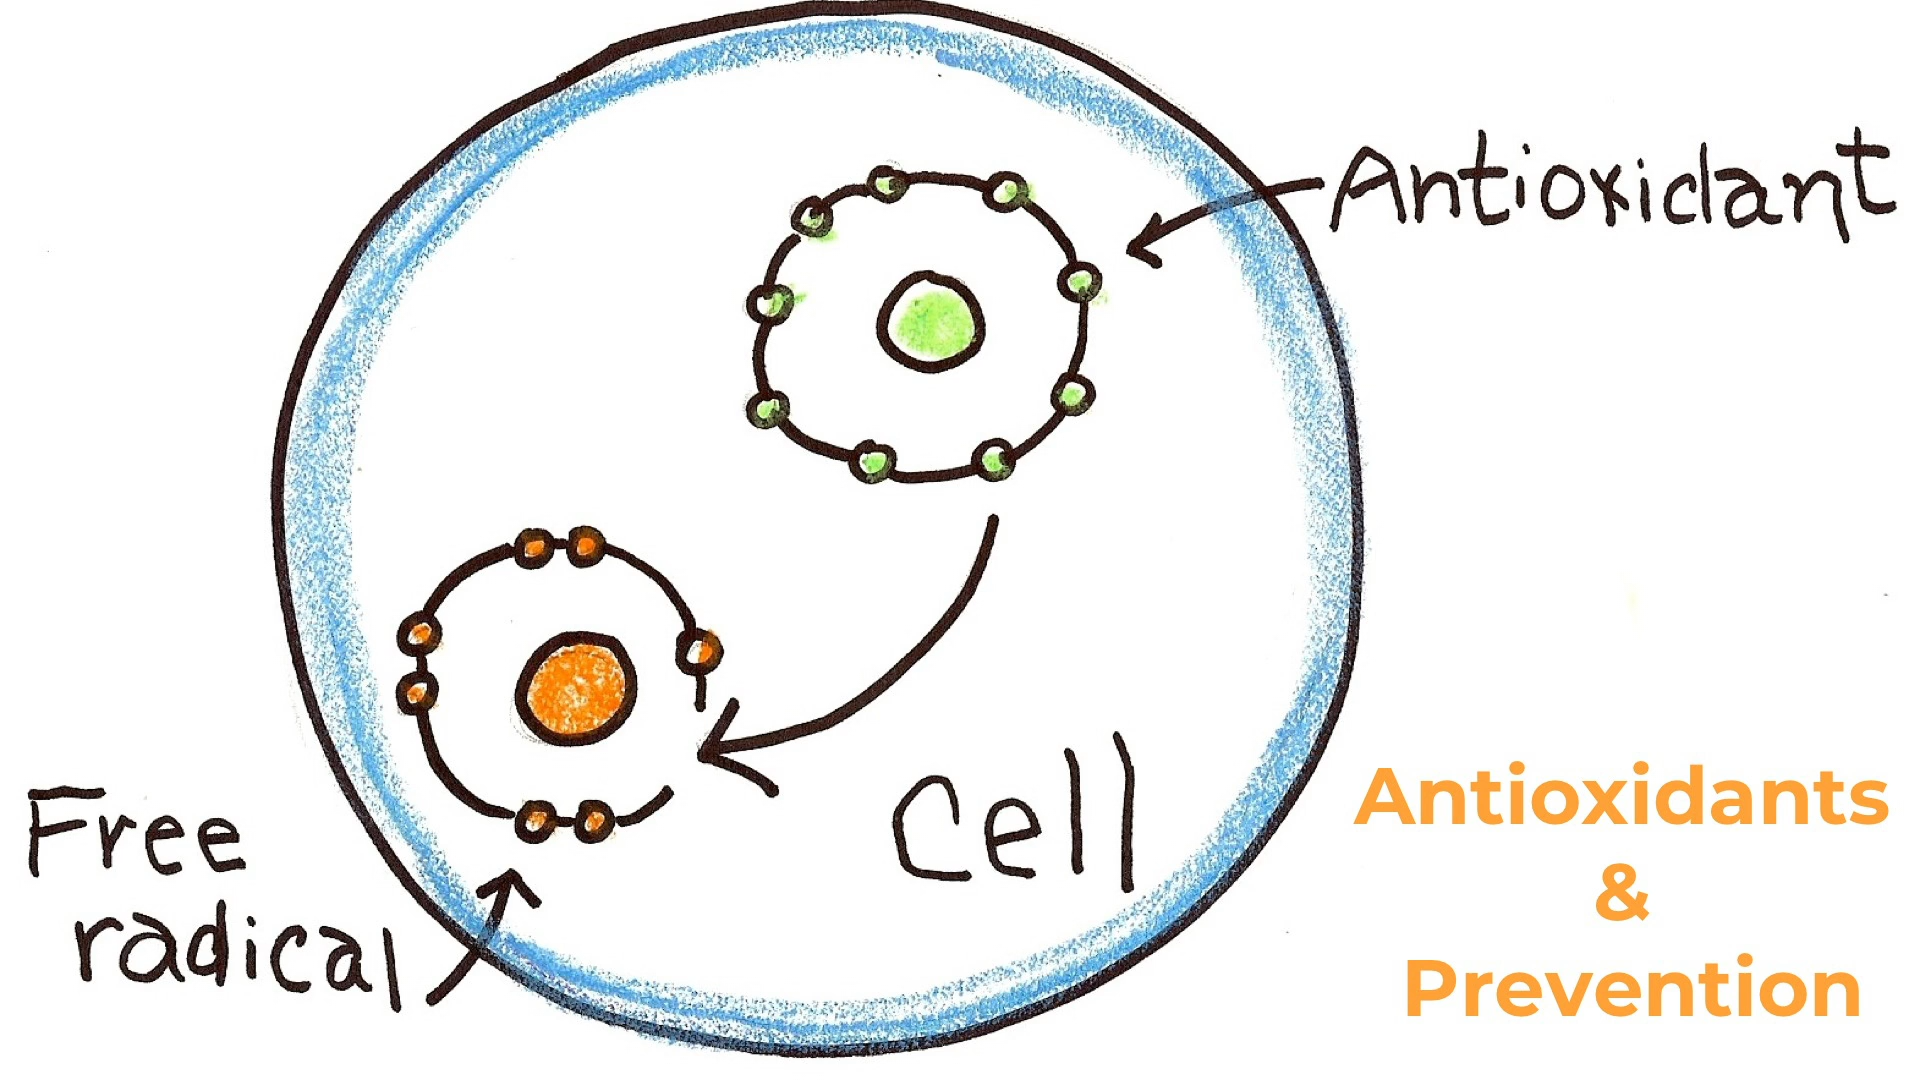 Antioxidant
Free
radical
Cell
Antioxidants
&
Prevention